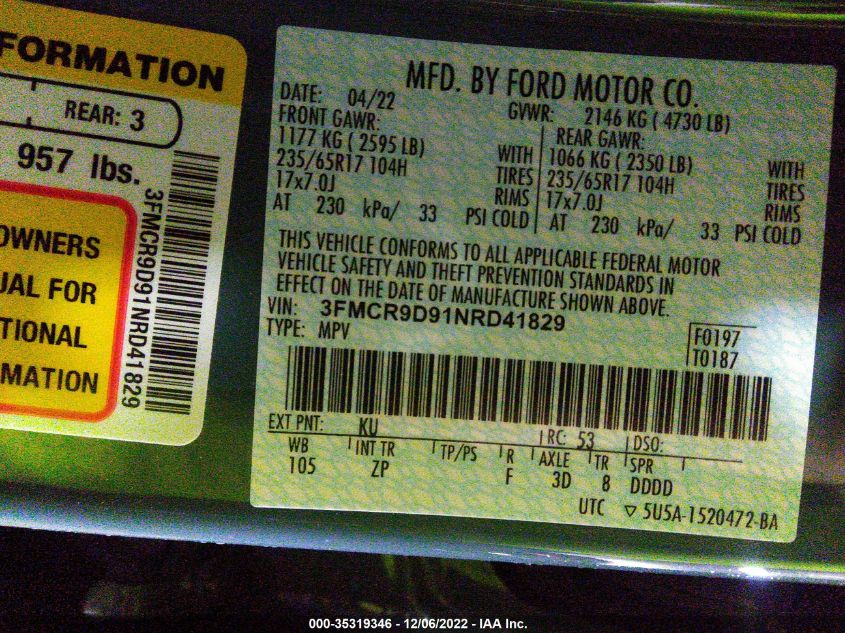 FORMATION
REAR: 3
957 lbs.
3FMCR9D91NRD41829
OWNERS
UAL FOR
TIONAL
MATION
MFD. BY FORD MOTOR CO.
DATE: 04/22 GVWR: 2146 KG ( 4730 LB)
FRONT GAWR: REAR GAWR:
1177 KG ( 2595 LB) WITH 1066 KG ( 2350 LB) WITH
235/65R17 104H TIRES 235/65R17 104H TIRES
17x7.0J RIMS 17x7.0J RIMS
AT 230 kPa/ 33 PSI COLD AT 230 kPa/ 33 PSI COLD
THIS VEHICLE CONFORMS TO ALL APPLICABLE FEDERAL MOTOR
VEHICLE SAFETY AND THEFT PREVENTION STANDARDS IN
EFFECT ON THE DATE OF MANUFACTURE SHOWN ABOVE.
VIN: 3FMCR9D91NRD41829
TYPE: MPV
F0197
T0187
EXT PNT: KU RC: 53 DSO:
WB INT TR TP/PS R AXLE TR SPR
105 ZP F 3D 8 DDDD
UTC ▽ 5U5A-1520472-BA
000-35319346 - 12/06/2022 - IAA Inc.